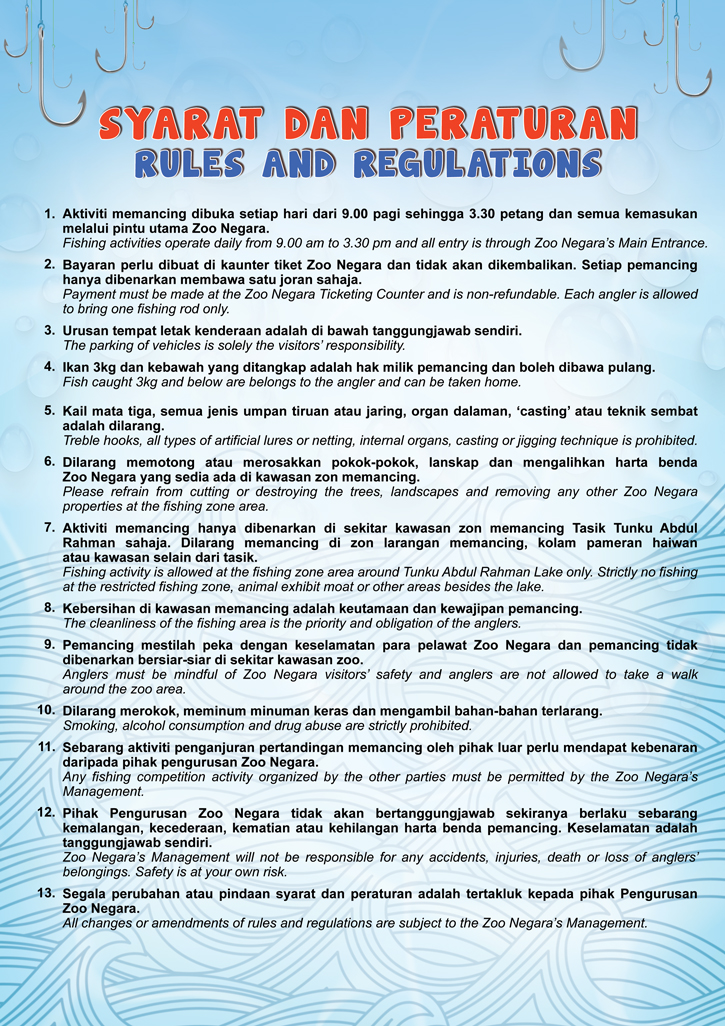 SYARAT DAN PERATURAN
RULES AND REGULATIONS
1. Aktiviti memancing dibuka setiap hari dari 9.00 pagi sehingga 3.30 petang dan semua kemasukan
melalui pintu utama Zoo Negara.
Fishing activities operate daily from 9.00 am to 3.30 pm and all entry is through Zoo Negara's Main Entrance.
2. Bayaran perlu dibuat di kaunter tiket Zoo Negara dan tidak akan dikembalikan. Setiap pemancing
hanya dibenarkan membawa satu joran sahaja.
Payment must be made at the Zoo Negara Ticketing Counter and is non-refundable. Each angler is allowed
to bring one fishing rod only.
3. Urusan tempat letak kenderaan adalah di bawah tanggungjawab sendiri.
The parking of vehicles is solely the visitors' responsibility.
4. Ikan 3kg dan kebawah yang ditangkap adalah hak milik pemancing dan boleh dibawa pulang.
Fish caught 3kg and below are belongs to the angler and can be taken home.
5. Kail mata tiga, semua jenis umpan tiruan atau jaring, organ dalaman, 'casting' atau teknik sembat
adalah dilarang.
Treble hooks, all types of artificial lures or netting, internal organs, casting or jigging technique is prohibited.
6. Dilarang memotong atau merosakkan pokok-pokok, lanskap dan mengalihkan harta benda
Zoo Negara yang sedia ada di kawasan zon memancing.
Please refrain from cutting or destroying the trees, landscapes and removing any other Zoo Negara
properties at the fishing zone area.
7. Aktiviti memancing hanya dibenarkan di sekitar kawasan zon memancing Tasik Tunku Abdul
Rahman sahaja. Dilarang memancing di zon larangan memancing, kolam pameran haiwan
atau kawasan selain dari tasik.
Fishing activity is allowed at the fishing zone area around Tunku Abdul Rahman Lake only. Strictly no fishing
at the restricted fishing zone, animal exhibit moat or other areas besides the lake.
8. Kebersihan di kawasan memancing adalah keutamaan dan kewajipan pemancing.
The cleanliness of the fishing area is the priority and obligation of the anglers.
9. Pemancing mestilah peka dengan keselamatan para pelawat Zoo Negara dan pemancing tidak
dibenarkan bersiar-siar di sekitar kawasan zoo.
Anglers must be mindful of Zoo Negara visitors' safety and anglers are not allowed to take a walk
around the zoo area.
10. Dilarang merokok, meminum minuman keras dan mengambil bahan-bahan terlarang.
Smoking, alcohol consumption and drug abuse are strictly prohibited.
11. Sebarang aktiviti penganjuran pertandingan memancing oleh pihak luar perlu mendapat kebenaran
daripada pihak pengurusan Zoo Negara.
Any fishing competition activity organized by the other parties must be permitted by the Zoo Negara's
Management.
12. Pihak Pengurusan Zoo Negara tidak akan bertanggungjawab sekiranya berlaku sebarang
kemalangan, kecederaan, kematian atau kehilangan harta benda pemancing. Keselamatan adalah
tanggungjawab sendiri.
Zoo Negara's Management will not be responsible for any accidents, injuries, death or loss of anglers'
belongings. Safety is at your own risk.
13. Segala perubahan atau pindaan syarat dan peraturan adalah tertakluk kepada pihak Pengurusan
Zoo Negara.
All changes or amendments of rules and regulations are subject to the Zoo Negara's Management.